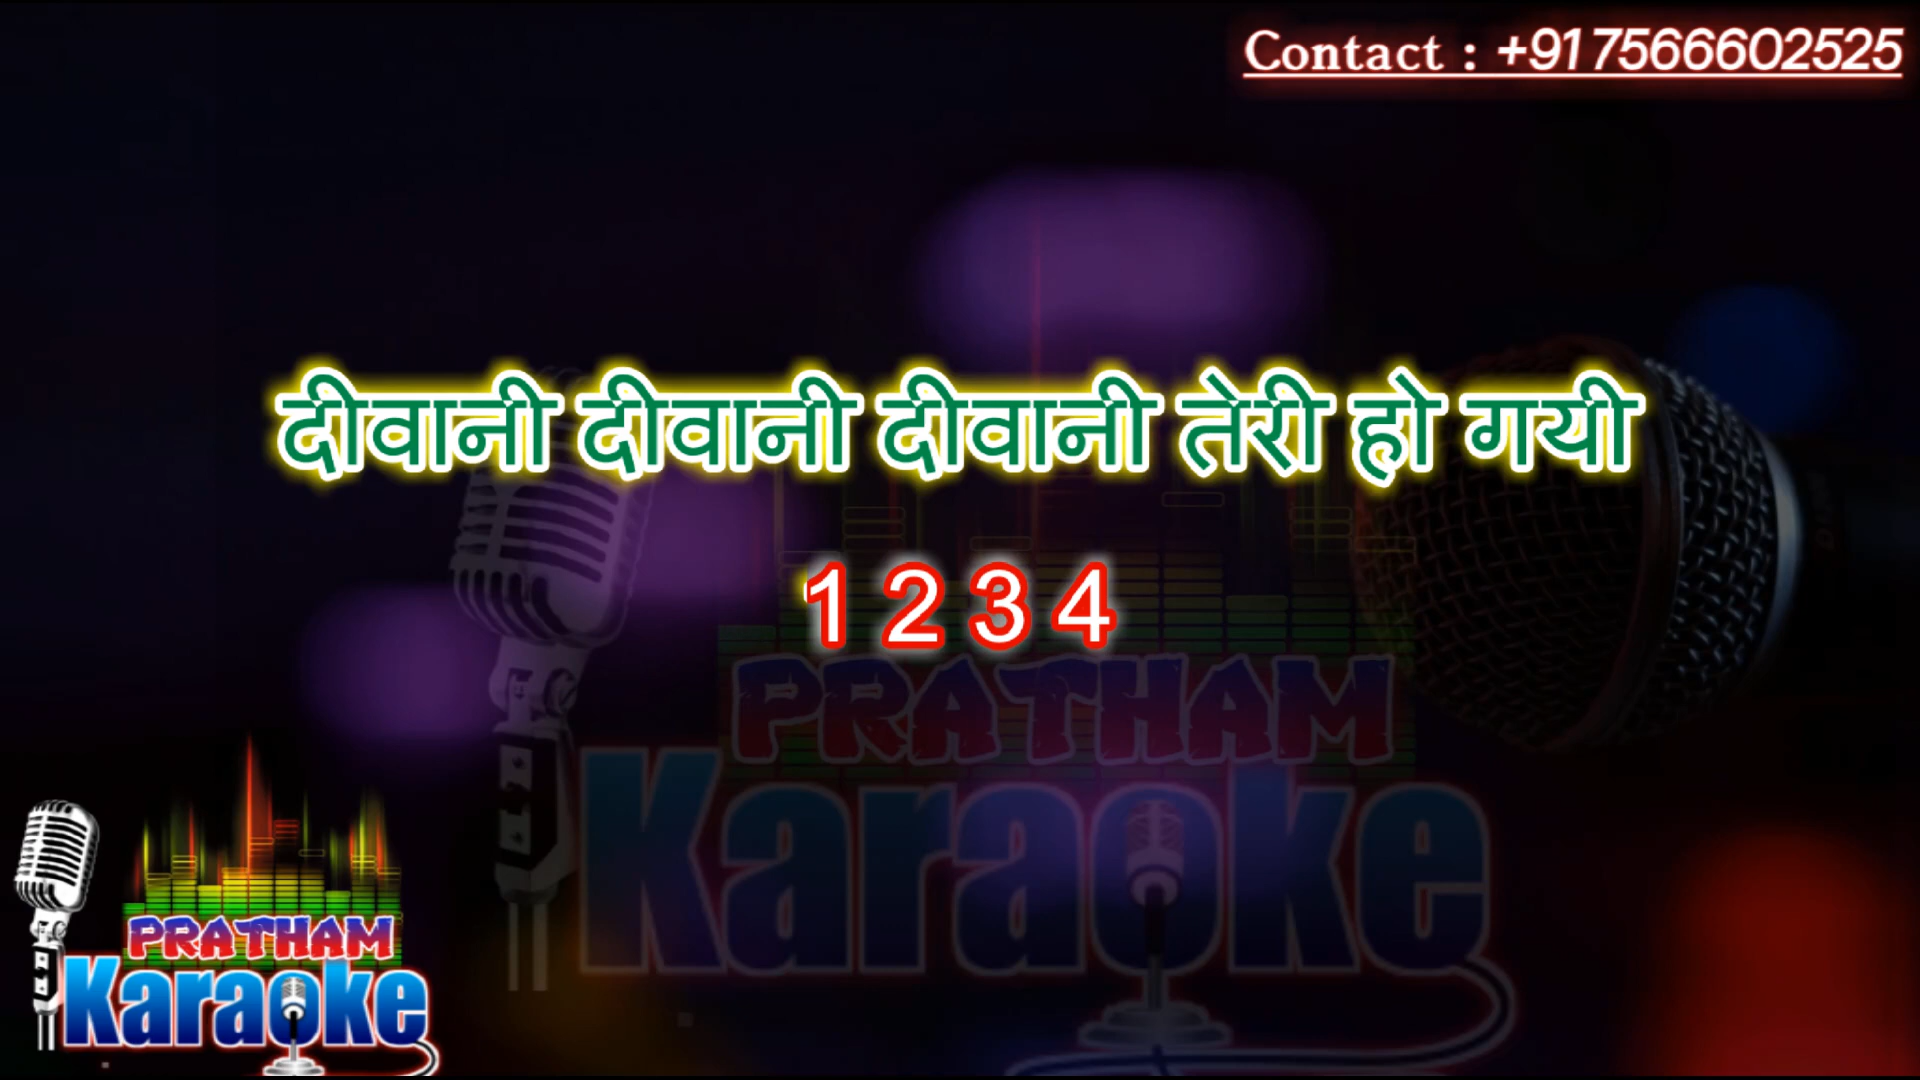 Contact : +917566602525
दीवानी दीवानी दीवानी तेरी हो गयी
1 2 3 4
PRATHAM
Karaoke
PRATHAM
Karaoke